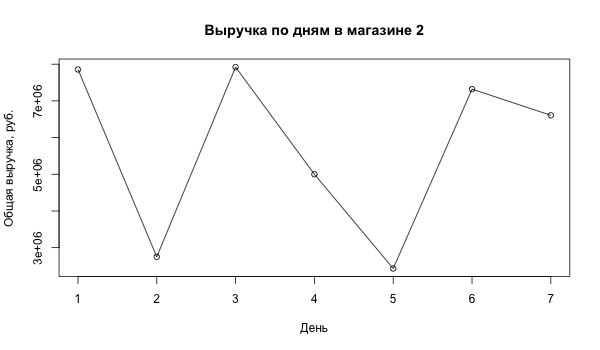 Выручка по дням в магазине 2
Общая выручка, руб.
7e+06
5e+06
3e+06
1 2 3 4 5 6 7
День